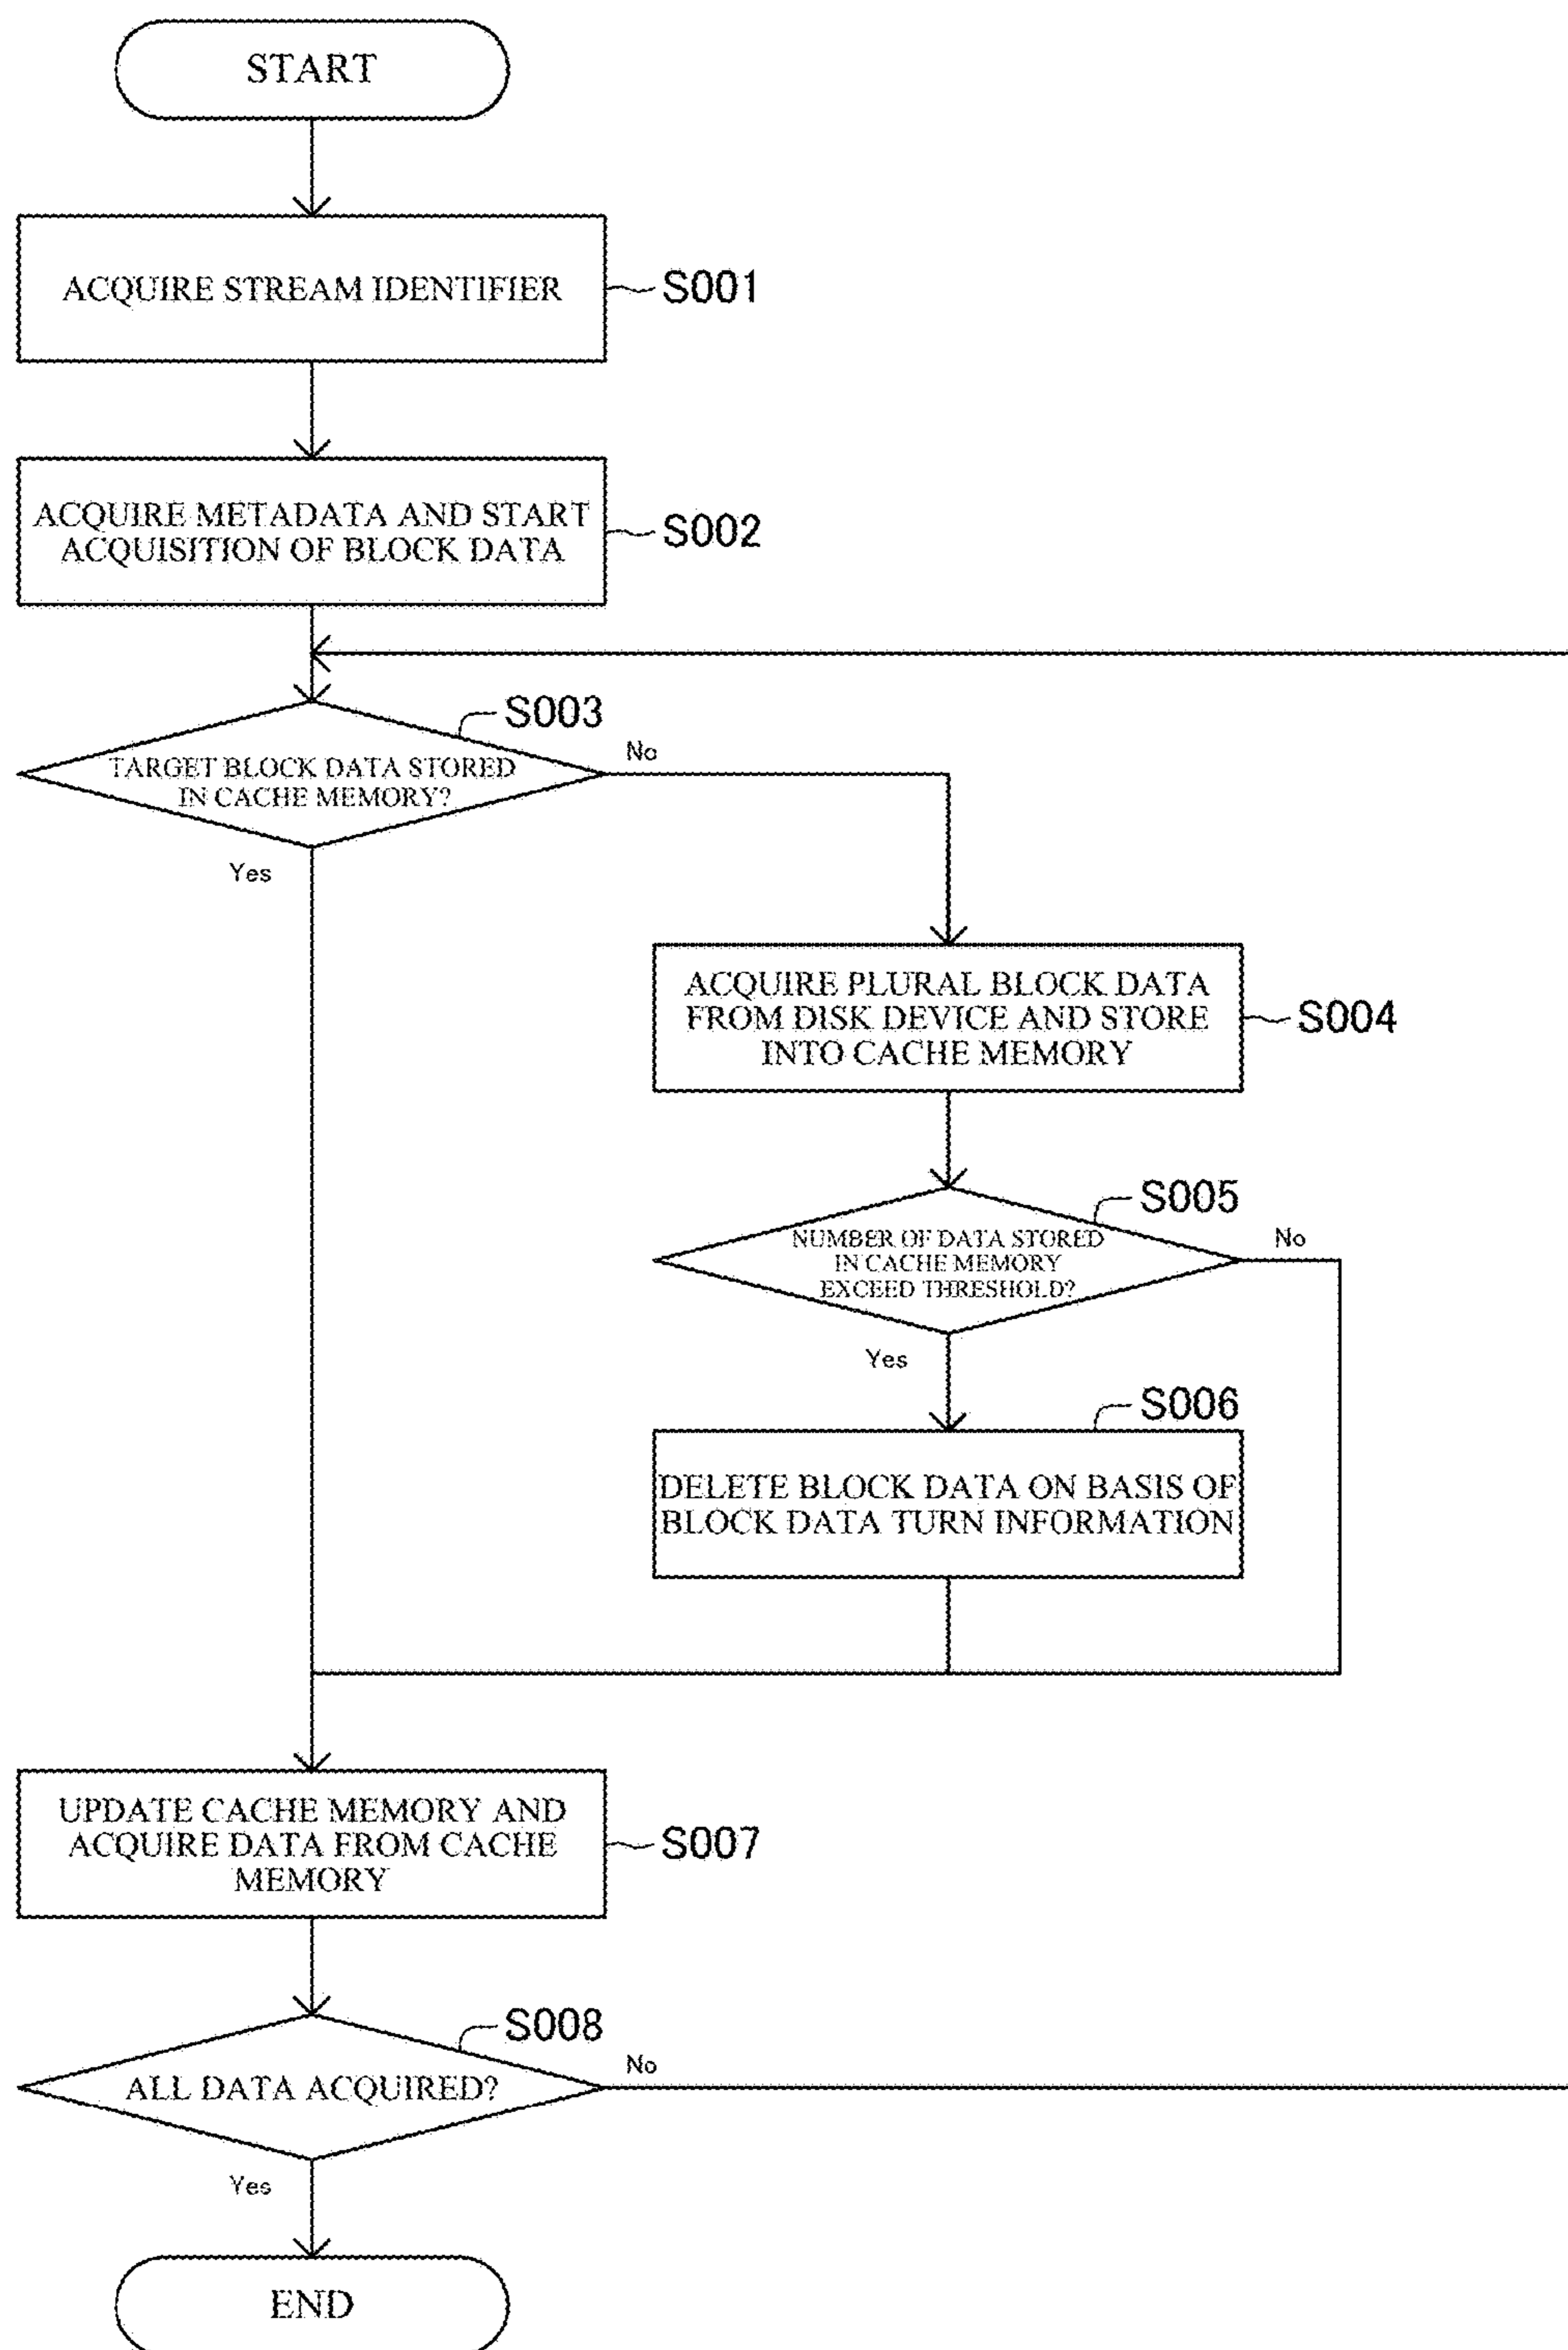 START
ACQUIRE STREAM IDENTIFIER
S001
ACQUIRE METADATA AND START
ACQUISITION OF BLOCK DATA
S002
S003
TARGET BLOCK DATA STORED
IN CACHE MEMORY?
No
Yes
ACQUIRE PLURAL BLOCK DATA
FROM DISK DEVICE AND STORE
INTO CACHE MEMORY
S004
S005
NUMBER OF DATA STORED
IN CACHE MEMORY
EXCEED THRESHOLD?
No
Yes
S006
DELETE BLOCK DATA ON BASIS OF
BLOCK DATA TURN INFORMATION
UPDATE CACHE MEMORY AND
ACQUIRE DATA FROM CACHE
MEMORY
S007
S008
ALL DATA ACQUIRED?
No
Yes
END